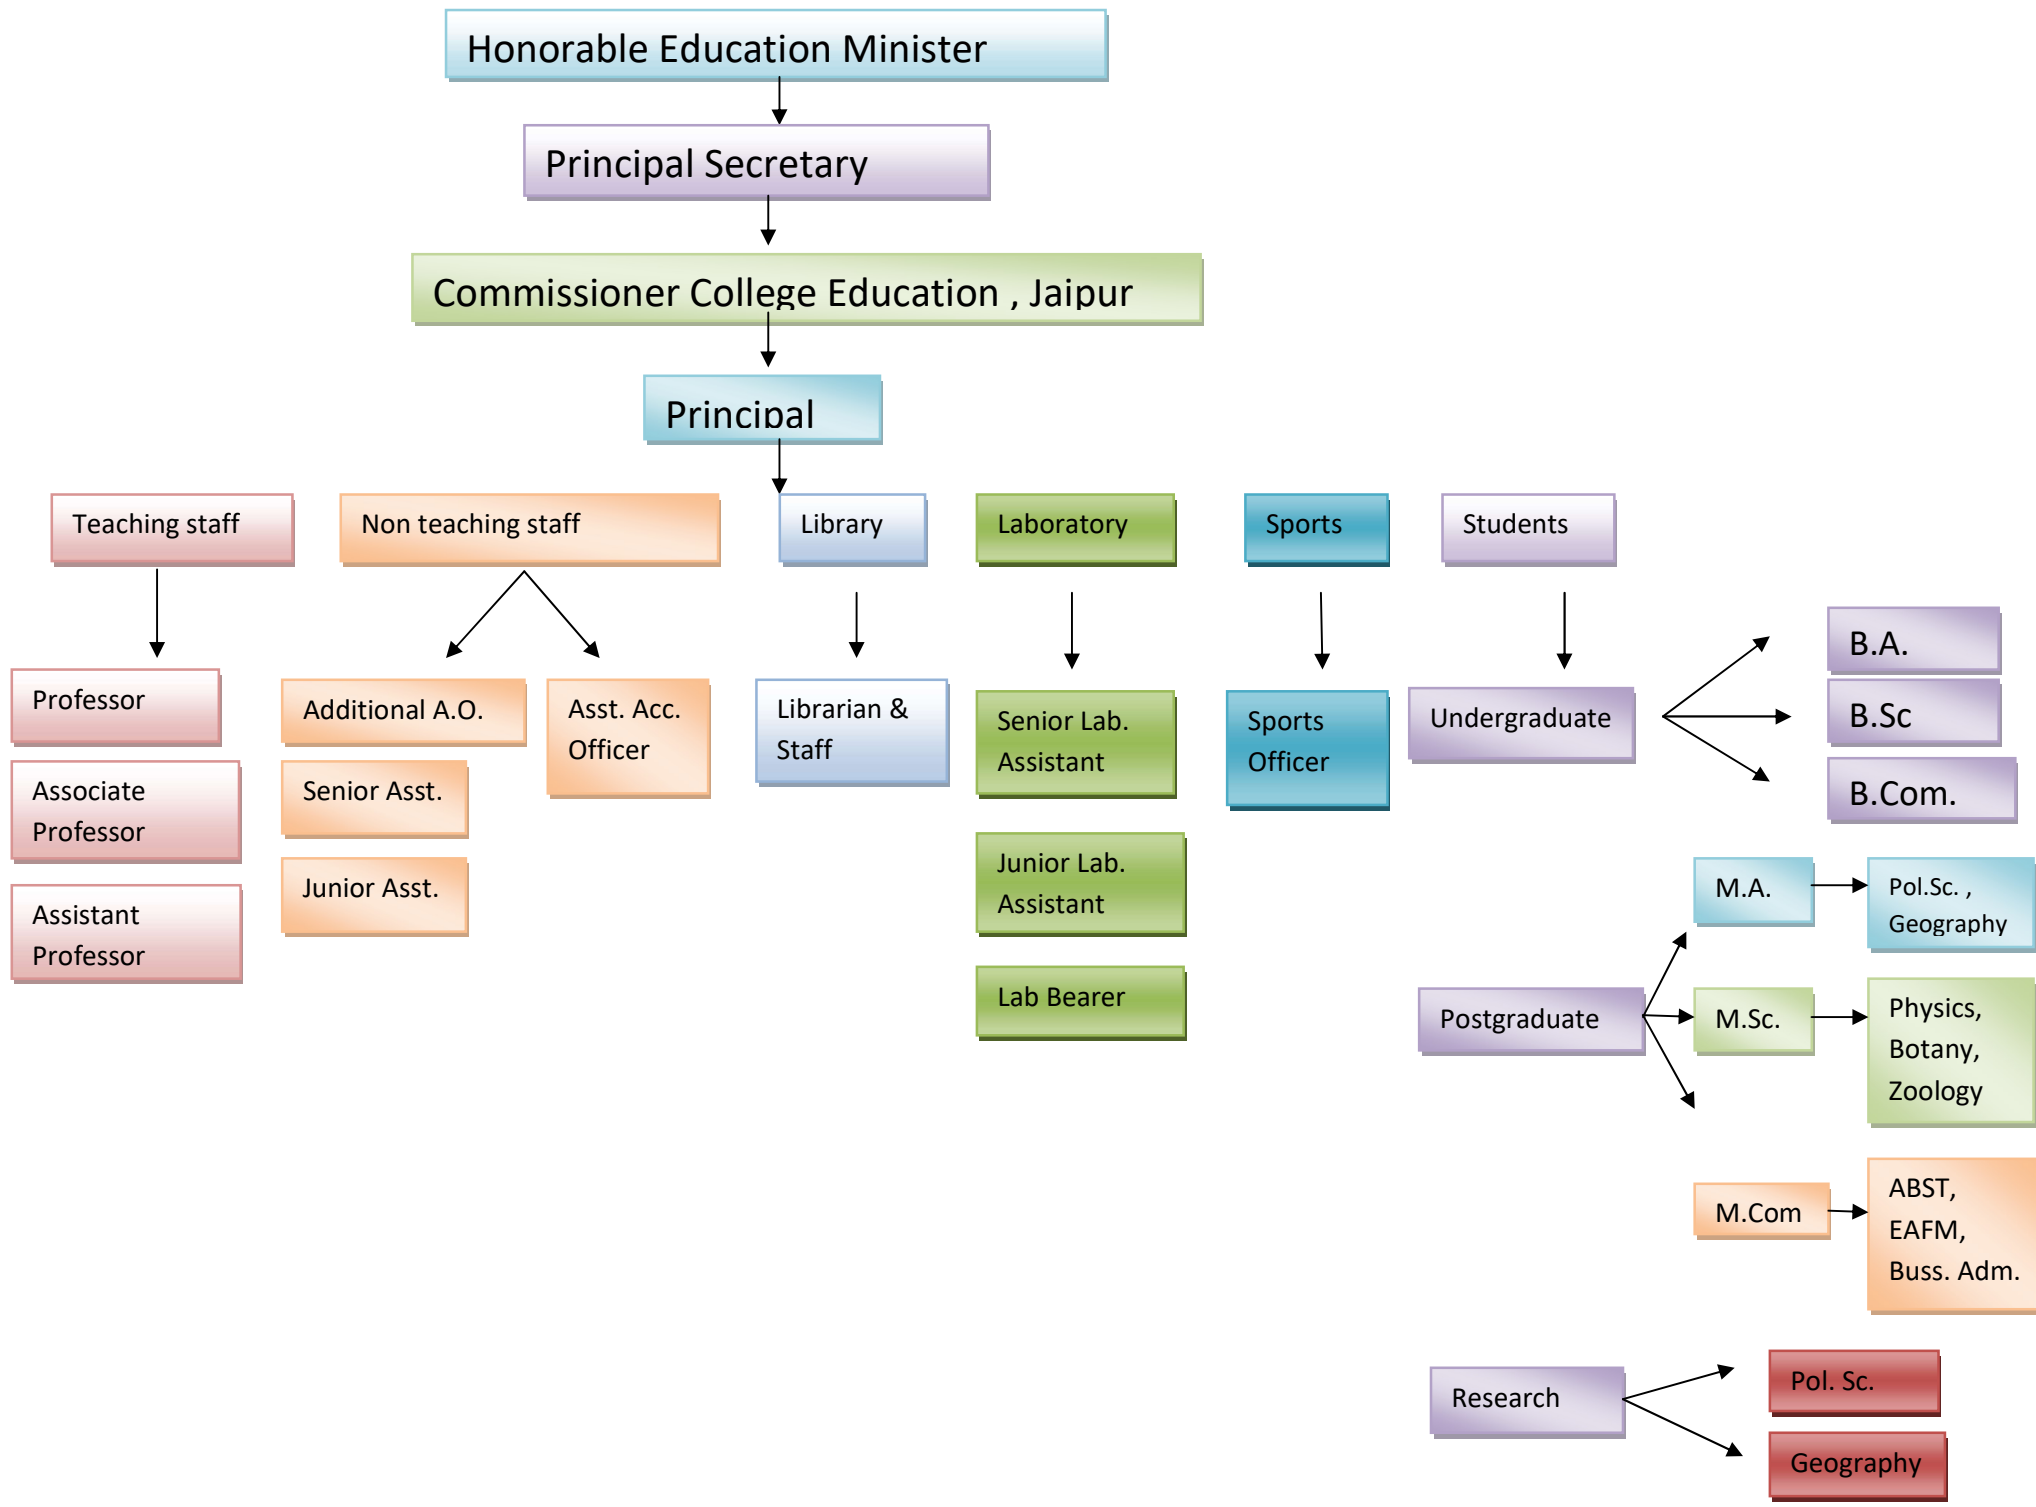 Honorable Education Minister
Principal Secretary
Commissioner College Education , Jaipur
Principal
Teaching staff
Non teaching staff
Library
Laboratory
Sports
Students
Professor
Associate
Professor
Assistant
Professor
Additional A.O.
Senior Asst.
Junior Asst.
Asst. Acc.
Officer
Librarian &
Staff
Senior Lab.
Assistant
Junior Lab.
Assistant
Lab Bearer
Sports
Officer
Undergraduate
B.A.
B.Sc
B.Com.
Postgraduate
M.A.
Pol.Sc. ,
Geography
M.Sc.
Physics,
Botany,
Zoology
M.Com
ABST,
EAFM,
Buss. Adm.
Research
Pol. Sc.
Geography